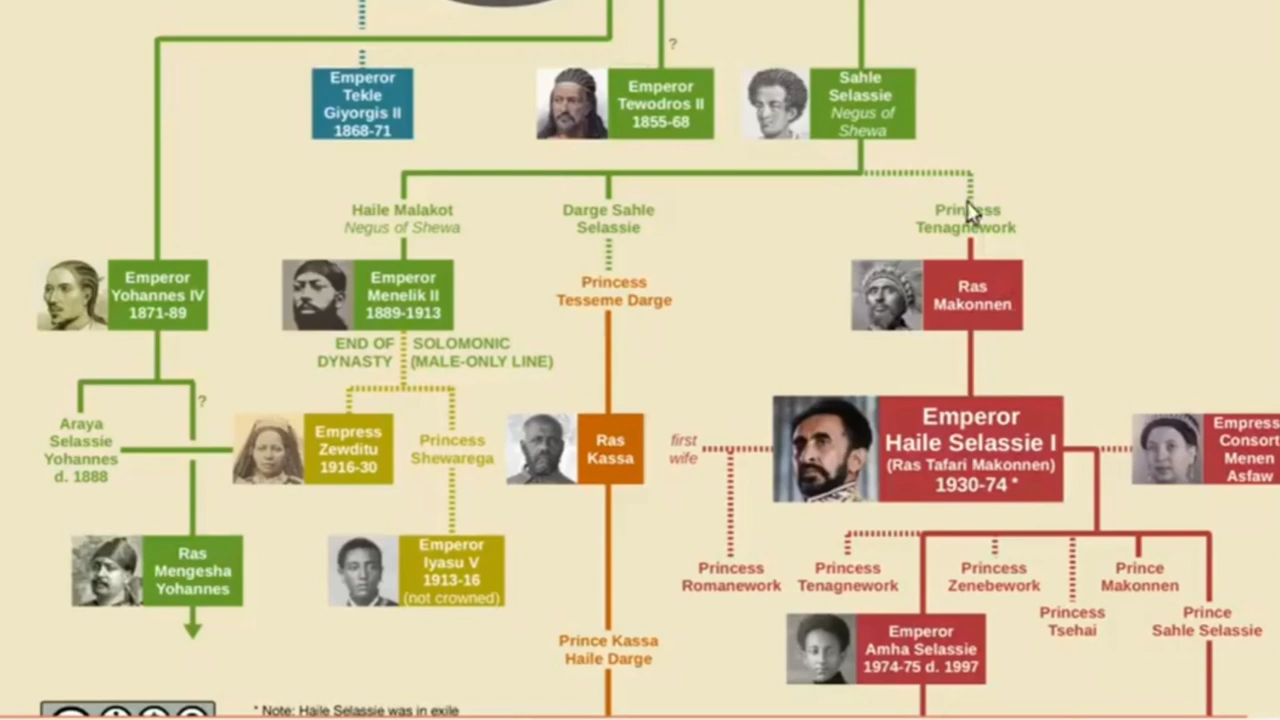 ?
Emperor
Tekle
Giyorgis II
1868-71
Emperor
Tewodros II
1855-68
Sahle
Selassie
Negus of
Shewa
Haile Malakot
Negus of Shewa
Darge Sahle
Selassie
Princess
Tenagnework
Emperor
Yohannes IV
1871-89
Emperor
Menelik II
1889-1913
Princess
Tesseme Darge
Ras
Makonnen
END OF SOLOMONIC
DYNASTY (MALE-ONLY LINE)
?
Araya
Selassie
Yohannes
d. 1888
Empress
Zewditu
1916-30
Princess
Shewarega
Ras
Kassa
first
wife
Emperor
Haile Selassie I
(Ras Tafari Makonnen)
1930-74 *
Empress
Consort
Menen
Asfaw
Ras
Mengesha
Yohannes
Emperor
Iyasu V
1913-16
(not crowned)
Princess
Romanework
Princess
Tenagnework
Princess
Zenebework
Prince
Makonnen
Princess
Tsehai
Prince
Sahle Selassie
Prince Kassa
Haile Darge
Emperor
Amha Selassie
1974-75 d. 1997
* Note: Haile Selassie was in exile